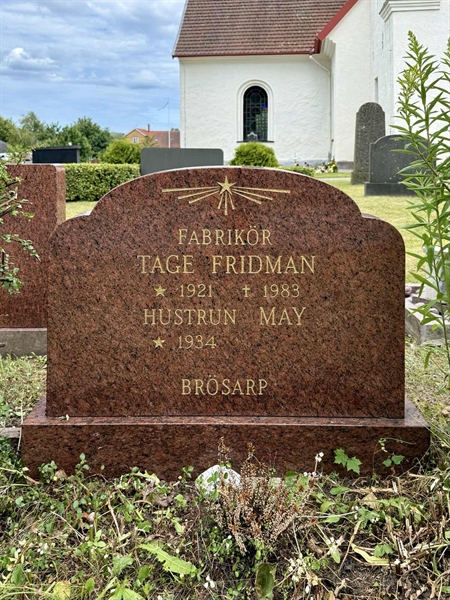 FABRIKÖR
TAGE FRIDMAN
★ 1921 ✝ 1983
HUSTRUN MAY
★ 1934
BRÖSARP